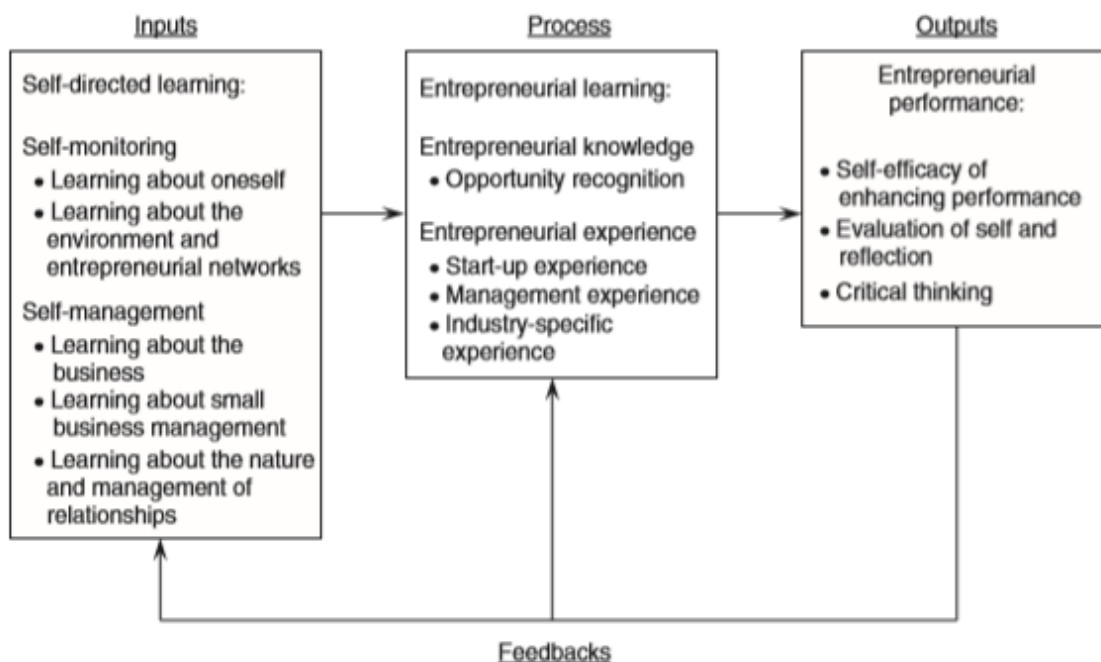 Inputs
Self-directed learning:
Self-monitoring
• Learning about oneself
• Learning about the
environment and
entrepreneurial networks
Self-management
• Learning about the
business
• Learning about small
business management
• Learning about the nature
and management of
relationships
Process
Entrepreneurial learning:
Entrepreneurial knowledge
• Opportunity recognition
Entrepreneurial experience
• Start-up experience
• Management experience
• Industry-specific
experience
Outputs
Entrepreneurial
performance:
• Self-efficacy of
enhancing performance
• Evaluation of self and
reflection
• Critical thinking
Feedbacks